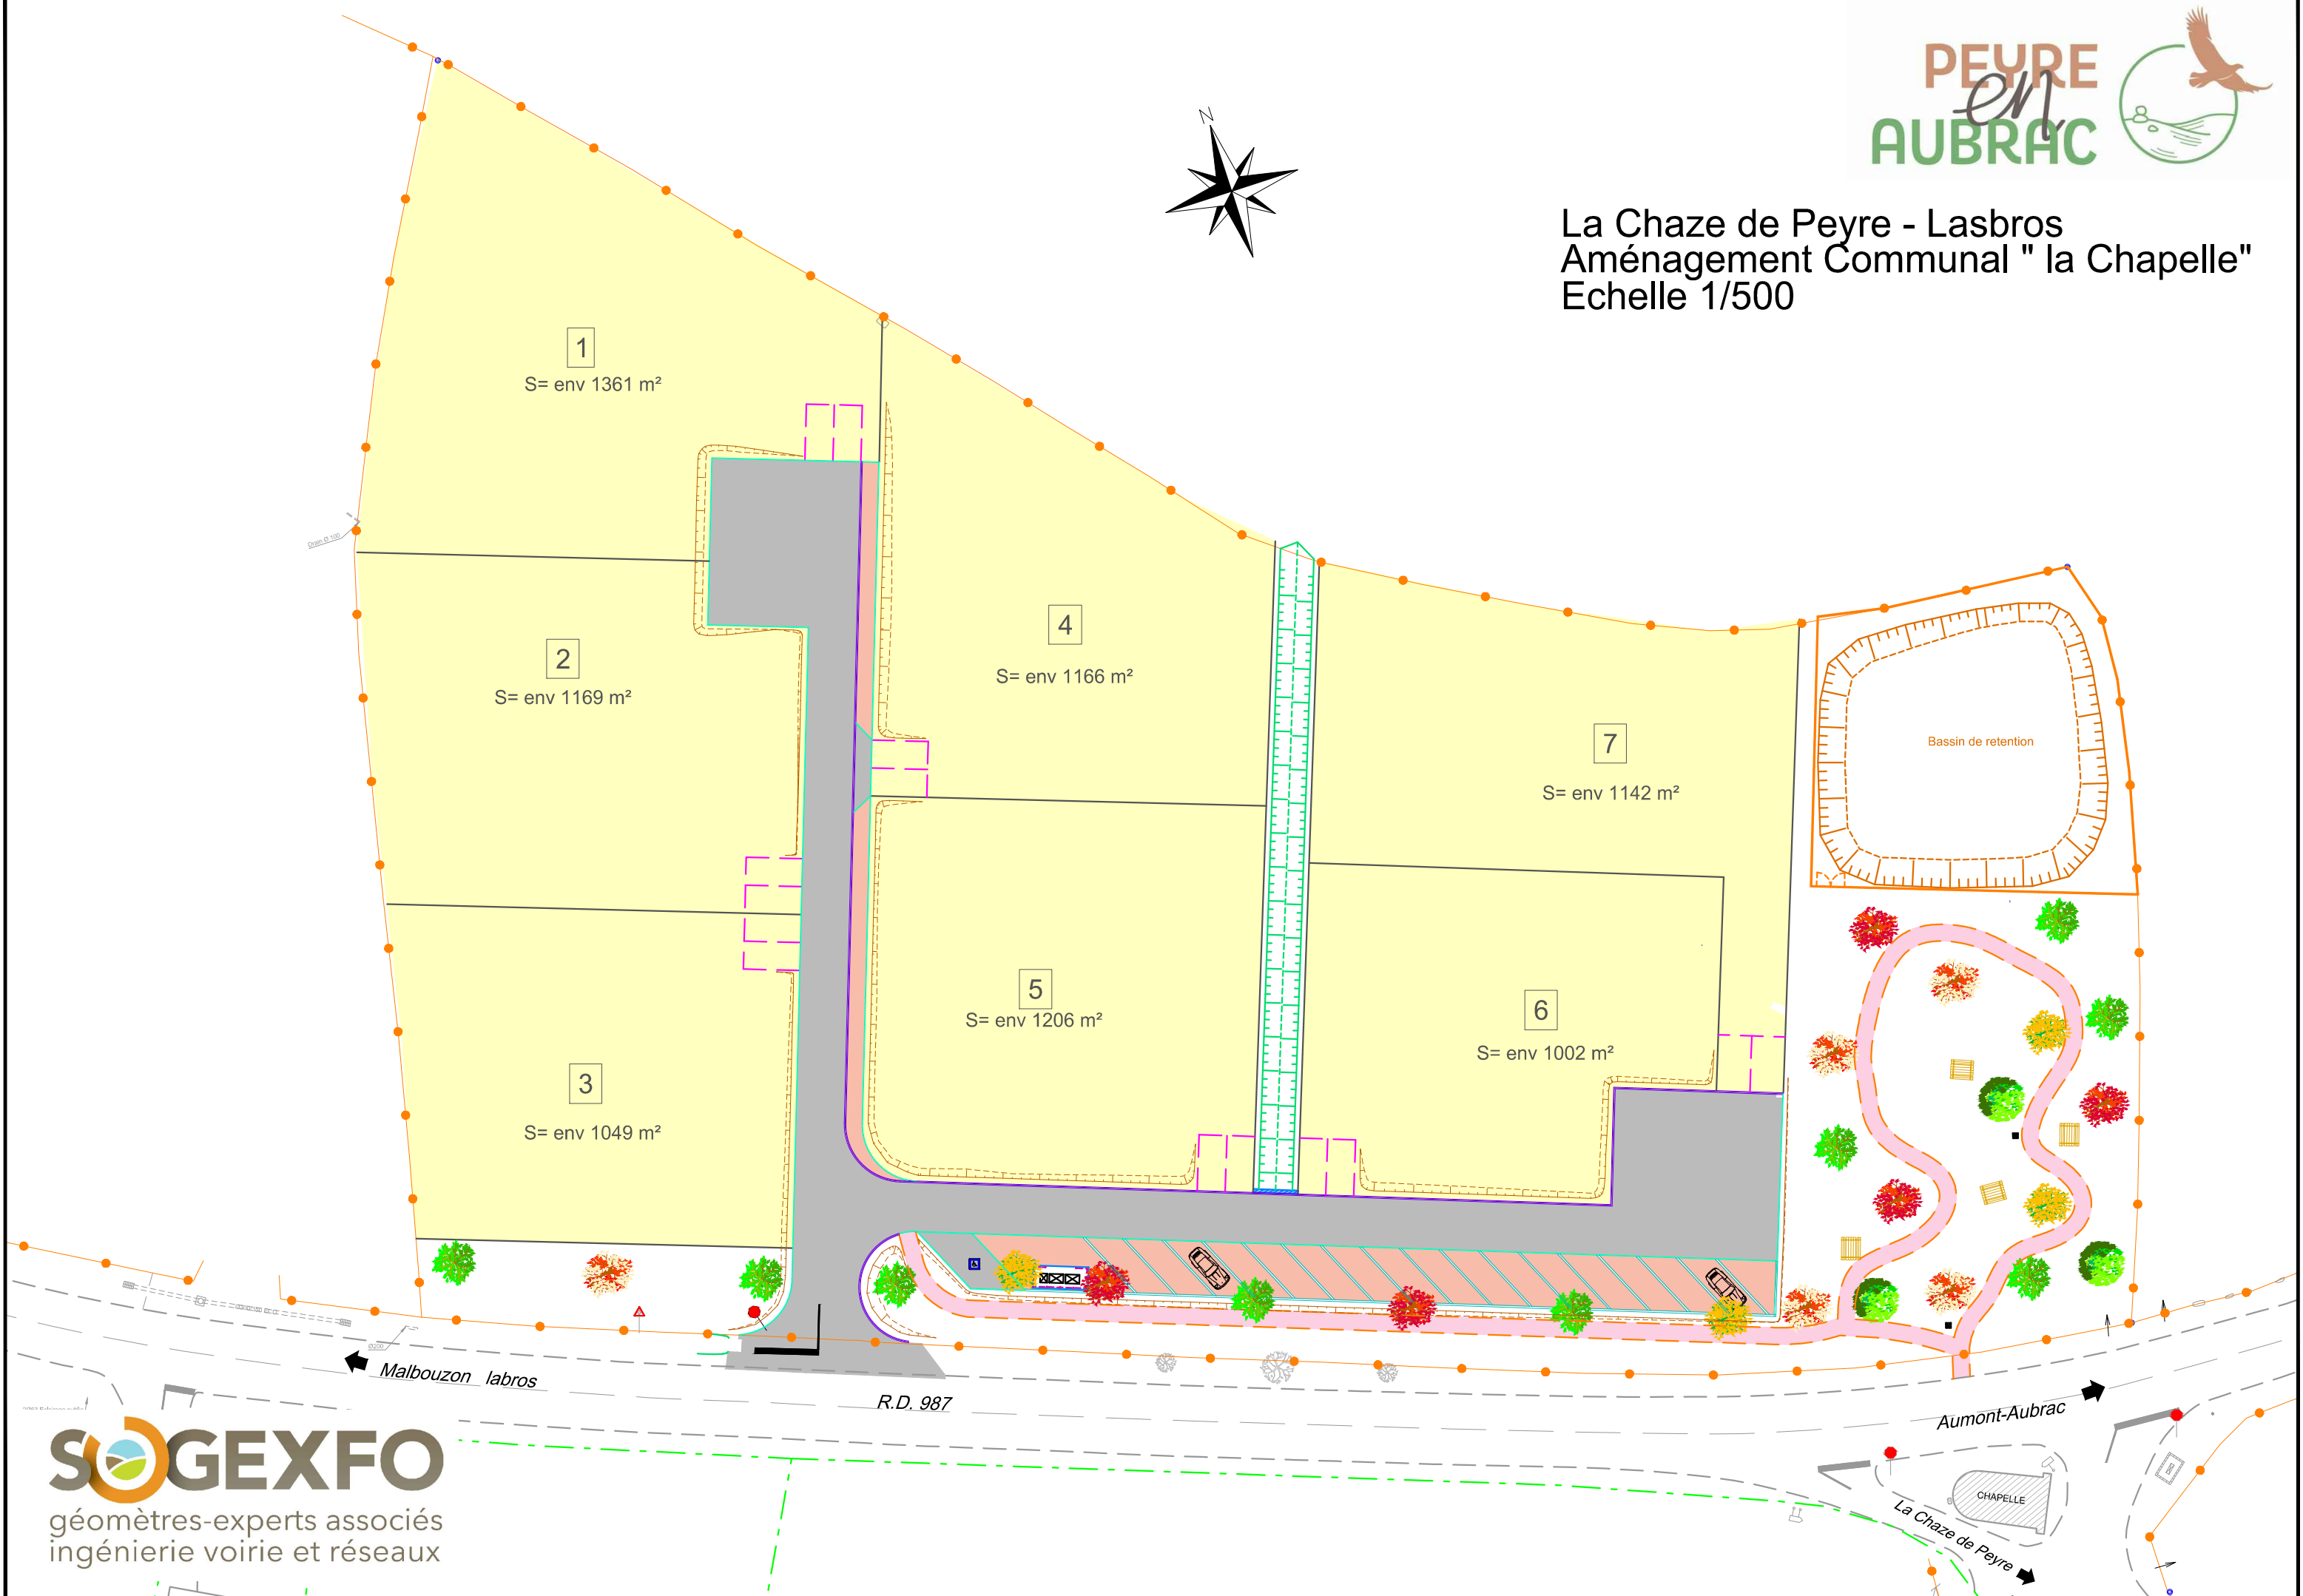 PEYRE
en
AUBRAC
N
La Chaze de Peyre - Lasbros
Aménagement Communal " la Chapelle"
Echelle 1/500
1
S= env 1361 m²
Drain Ø 100
2
S= env 1169 m²
4
S= env 1166 m²
7
S= env 1142 m²
Bassin de retention
5
S= env 1206 m²
6
S= env 1002 m²
3
S= env 1049 m²
Ø200
Malbouzon labros
R.D. 987
Aumont-Aubrac
CHAPELLE
La Chaze de Peyre
SOGEXFO
géomètres-experts associés
ingénierie voirie et réseaux